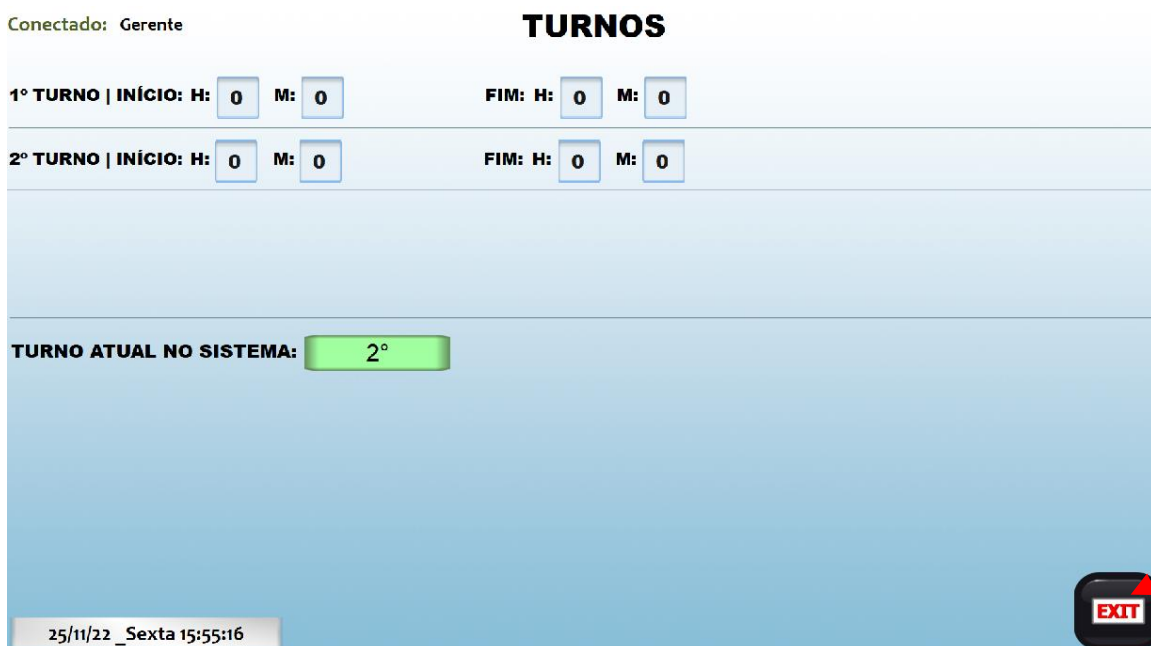 Conectado: Gerente
TURNOS
1º TURNO | INÍCIO: H: 0 M: 0 FIM: H: 0 M: 0
2º TURNO | INÍCIO: H: 0 M: 0 FIM: H: 0 M: 0
TURNO ATUAL NO SISTEMA: 2°
EXIT
25/11/22 _Sexta 15:55:16